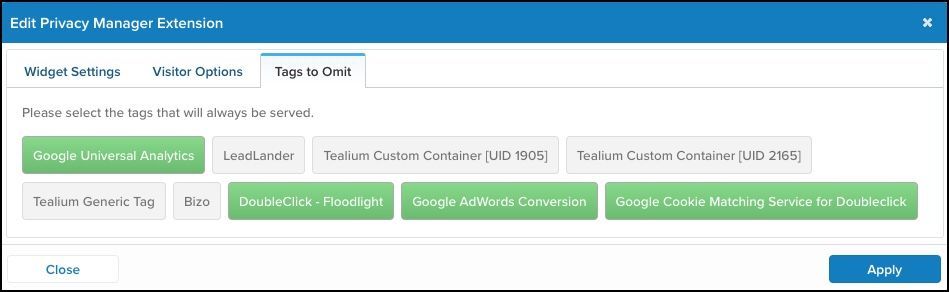 Edit Privacy Manager Extension
Widget Settings Visitor Options Tags to Omit
Please select the tags that will always be served.
Google Universal Analytics LeadLander Tealium Custom Container [UID 1905] Tealium Custom Container [UID 2165]
Tealium Generic Tag Bizo DoubleClick - Floodlight Google AdWords Conversion Google Cookie Matching Service for Doubleclick
Close Apply